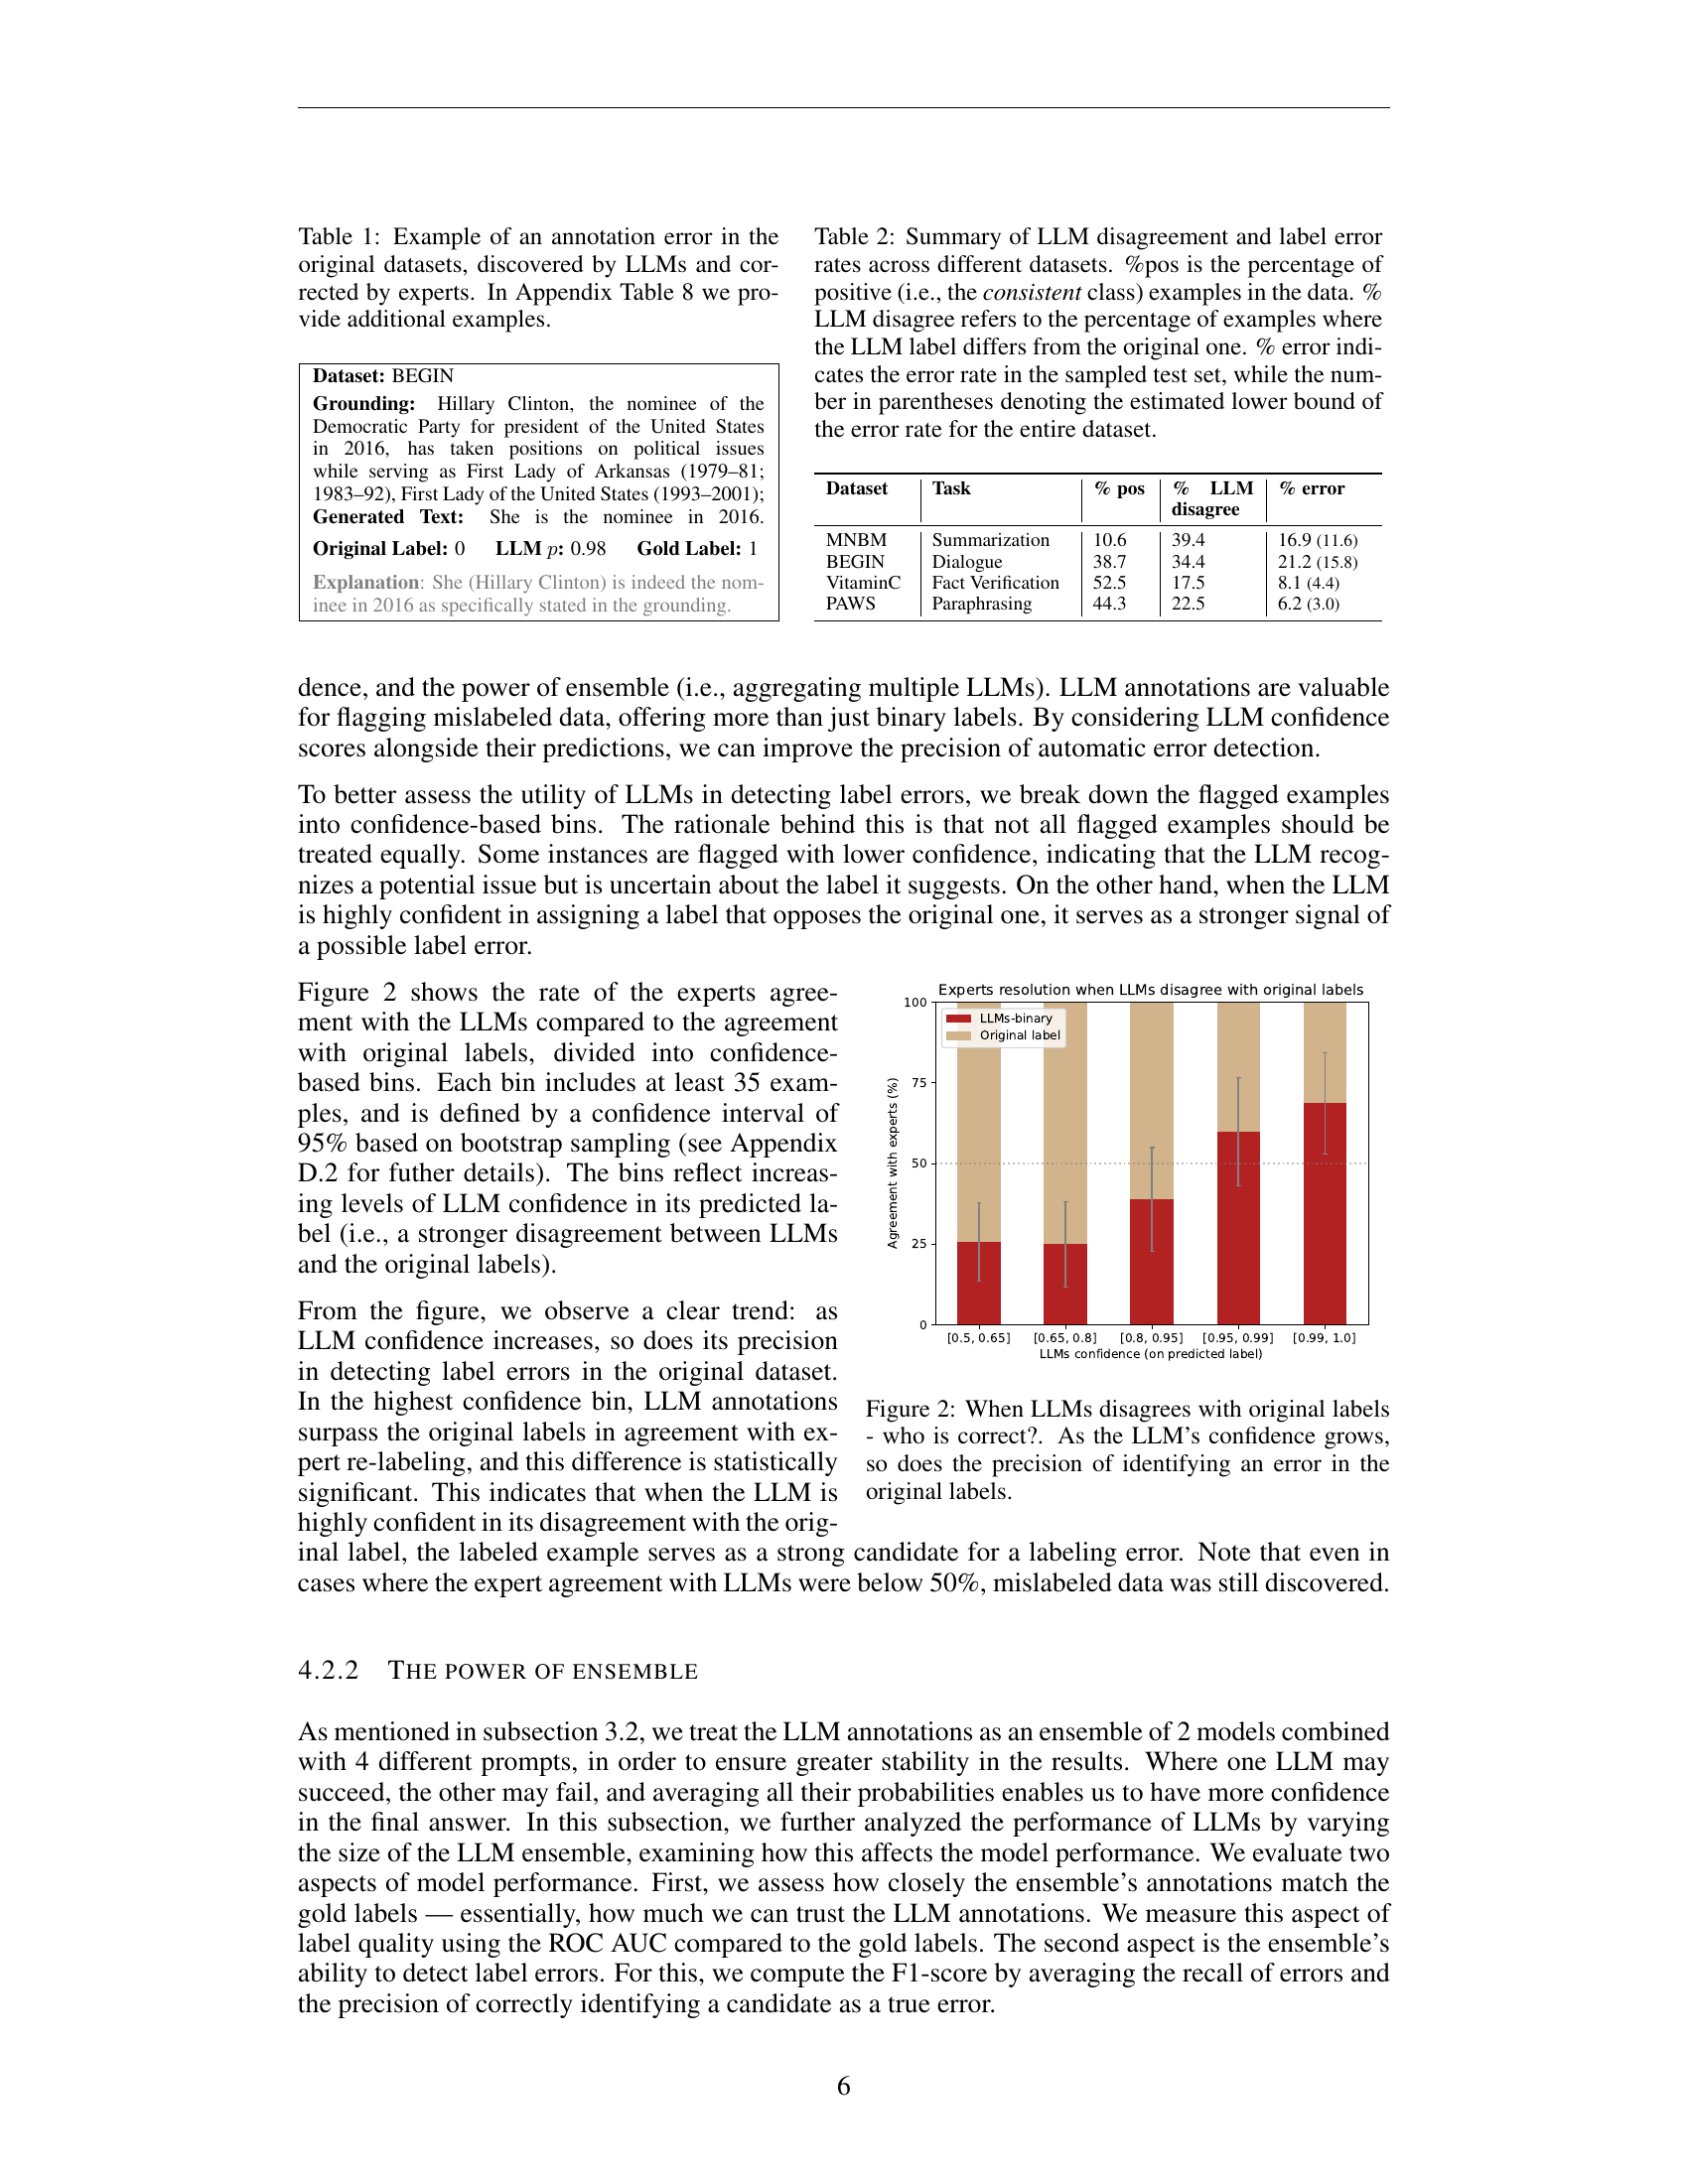 Table 1: Example of an annotation error in the
original datasets, discovered by LLMs and cor-
rected by experts. In Appendix Table 8 we pro-
vide additional examples.
Dataset: BEGIN
Grounding: Hillary Clinton, the nominee of the
Democratic Party for president of the United States
in 2016, has taken positions on political issues
while serving as First Lady of Arkansas (1979–81;
1983–92), First Lady of the United States (1993–2001);
Generated Text: She is the nominee in 2016.
Original Label: 0 LLM p: 0.98 Gold Label: 1
Explanation: She (Hillary Clinton) is indeed the nom-
inee in 2016 as specifically stated in the grounding.
Table 2: Summary of LLM disagreement and label error
rates across different datasets. %pos is the percentage of
positive (i.e., the consistent class) examples in the data. %
LLM disagree refers to the percentage of examples where
the LLM label differs from the original one. % error indi-
cates the error rate in the sampled test set, while the num-
ber in parentheses denoting the estimated lower bound of
the error rate for the entire dataset.
Dataset Task % pos % LLM % error
disagree
MNBM Summarization 10.6 39.4 16.9 (11.6)
BEGIN Dialogue 38.7 34.4 21.2 (15.8)
VitaminC Fact Verification 52.5 17.5 8.1 (4.4)
PAWS Paraphrasing 44.3 22.5 6.2 (3.0)
dence, and the power of ensemble (i.e., aggregating multiple LLMs). LLM annotations are valuable
for flagging mislabeled data, offering more than just binary labels. By considering LLM confidence
scores alongside their predictions, we can improve the precision of automatic error detection.
To better assess the utility of LLMs in detecting label errors, we break down the flagged examples
into confidence-based bins. The rationale behind this is that not all flagged examples should be
treated equally. Some instances are flagged with lower confidence, indicating that the LLM recog-
nizes a potential issue but is uncertain about the label it suggests. On the other hand, when the LLM
is highly confident in assigning a label that opposes the original one, it serves as a stronger signal of
a possible label error.
Figure 2 shows the rate of the experts agree-
ment with the LLMs compared to the agreement
with original labels, divided into confidence-
based bins. Each bin includes at least 35 exam-
ples, and is defined by a confidence interval of
95% based on bootstrap sampling (see Appendix
D.2 for futher details). The bins reflect increas-
ing levels of LLM confidence in its predicted la-
bel (i.e., a stronger disagreement between LLMs
and the original labels).
From the figure, we observe a clear trend: as
LLM confidence increases, so does its precision
in detecting label errors in the original dataset.
In the highest confidence bin, LLM annotations
surpass the original labels in agreement with ex-
pert re-labeling, and this difference is statistically
significant. This indicates that when the LLM is
highly confident in its disagreement with the orig-
Experts resolution when LLMs disagree with original labels
LLMs-binary
Original label
Agreement with experts (%)
100
75
50
25
0
[0.5, 0.65] [0.65, 0.8] [0.8, 0.95] [0.95, 0.99] [0.99, 1.0]
LLMs confidence (on predicted label)
Figure 2: When LLMs disagrees with original labels
- who is correct?. As the LLM's confidence grows,
so does the precision of identifying an error in the
original labels.
inal label, the labeled example serves as a strong candidate for a labeling error. Note that even in
cases where the expert agreement with LLMs were below 50%, mislabeled data was still discovered.
4.2.2 THE POWER OF ENSEMBLE
As mentioned in subsection 3.2, we treat the LLM annotations as an ensemble of 2 models combined
with 4 different prompts, in order to ensure greater stability in the results. Where one LLM may
succeed, the other may fail, and averaging all their probabilities enables us to have more confidence
in the final answer. In this subsection, we further analyzed the performance of LLMs by varying
the size of the LLM ensemble, examining how this affects the model performance. We evaluate two
aspects of model performance. First, we assess how closely the ensemble's annotations match the
gold labels — essentially, how much we can trust the LLM annotations. We measure this aspect of
label quality using the ROC AUC compared to the gold labels. The second aspect is the ensemble's
ability to detect label errors. For this, we compute the F1-score by averaging the recall of errors and
the precision of correctly identifying a candidate as a true error.
6